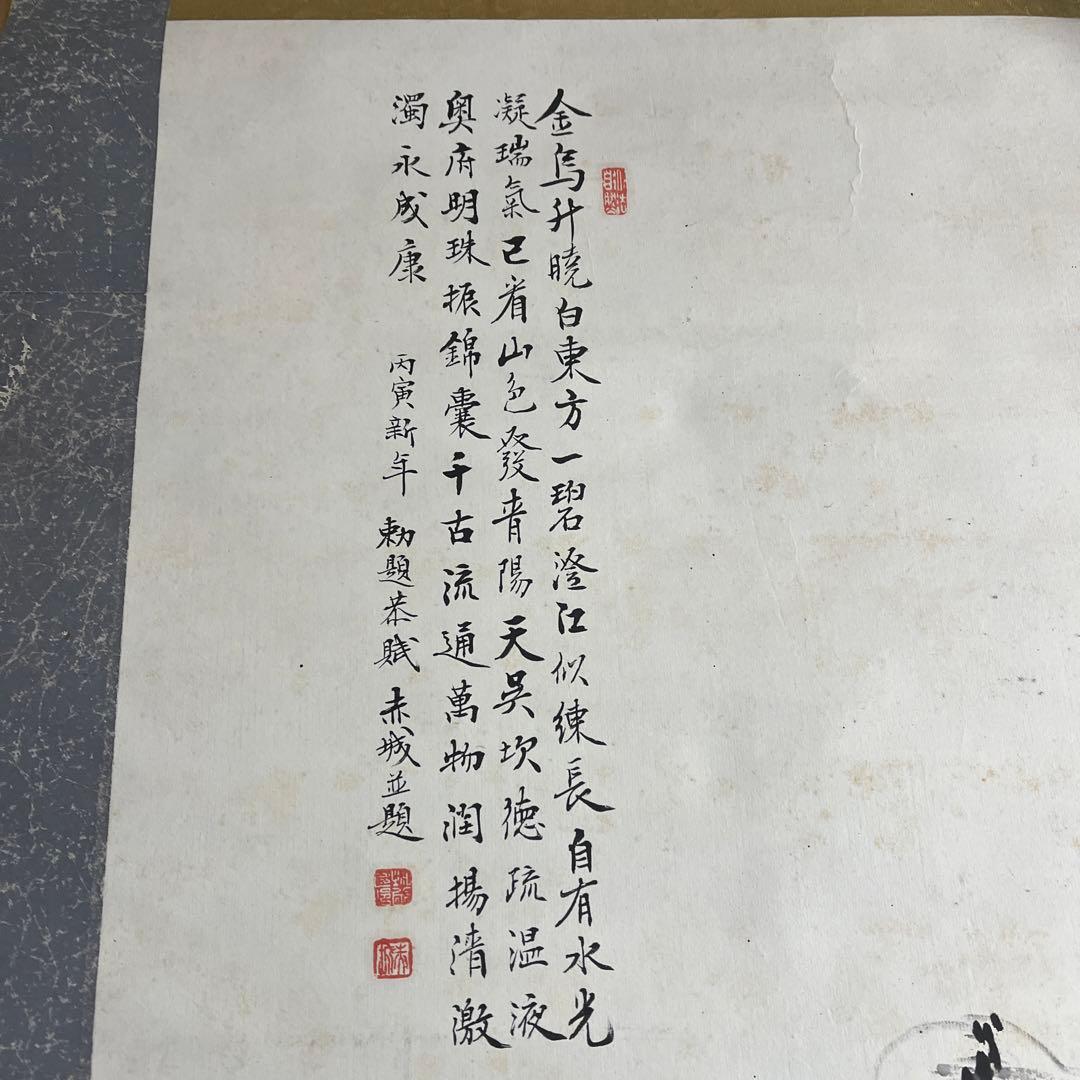 金烏升曉白東方一碧澄江似練長自有水光
凝瑞氣已看山色發青陽天吳坎德疏温液
奥府明珠振錦囊千古流通萬物潤揚清激
濁永成康
丙寅新年 勅題恭賦 赤城並題